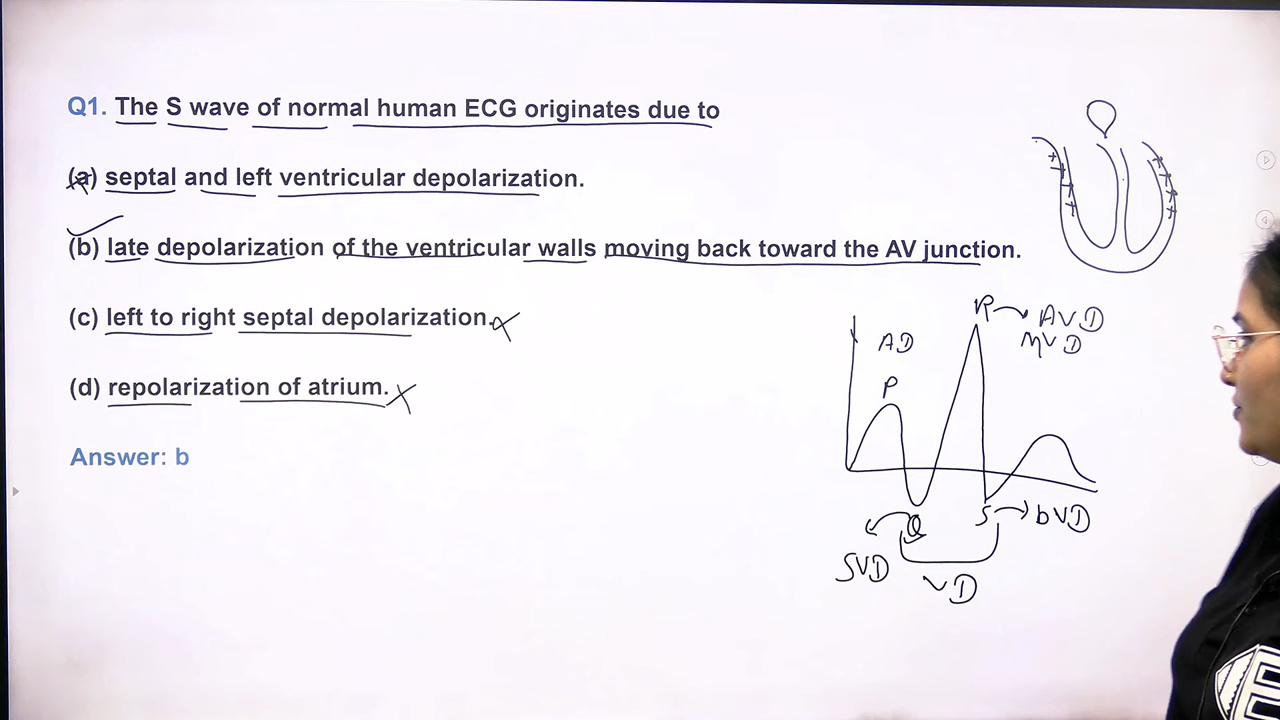 Q1. The S wave of normal human ECG originates due to
(a) septal and left ventricular depolarization.
(b) late depolarization of the ventricular walls moving back toward the AV junction.
(c) left to right septal depolarization.
(d) repolarization of atrium.
Answer: b
R → AVD
MVD
AD
P
Q
S → bVD
SVD
VD